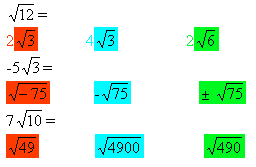 √12 =
2√3 4√3 2√6
-5√3 =
√−75 -√75 ± √75
7√10 =
√49 √4900 √490